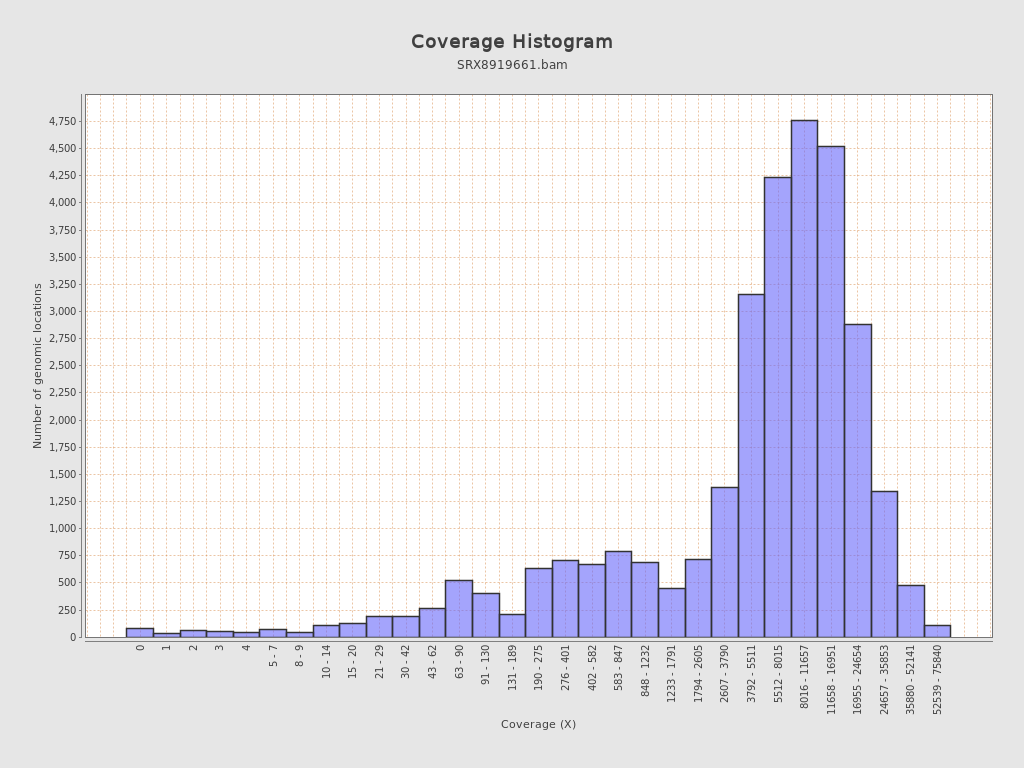 Coverage Histogram
SRX8919661.bam
Number of genomic locations
4,750
4,500
4,250
4,000
3,750
3,500
3,250
3,000
2,750
2,500
2,250
2,000
1,750
1,500
1,250
1,000
750
500
250
0
0
1
2
3
4
5 - 7
8 - 9
10 - 14
15 - 20
21 - 29
30 - 42
43 - 62
63 - 90
91 - 130
131 - 189
190 - 275
276 - 401
402 - 582
583 - 847
848 - 1232
1233 - 1791
1794 - 2605
2607 - 3790
3792 - 5511
5512 - 8015
8016 - 11657
11658 - 16951
16955 - 24654
24657 - 35853
35880 - 52141
52539 - 75840
Coverage (X)